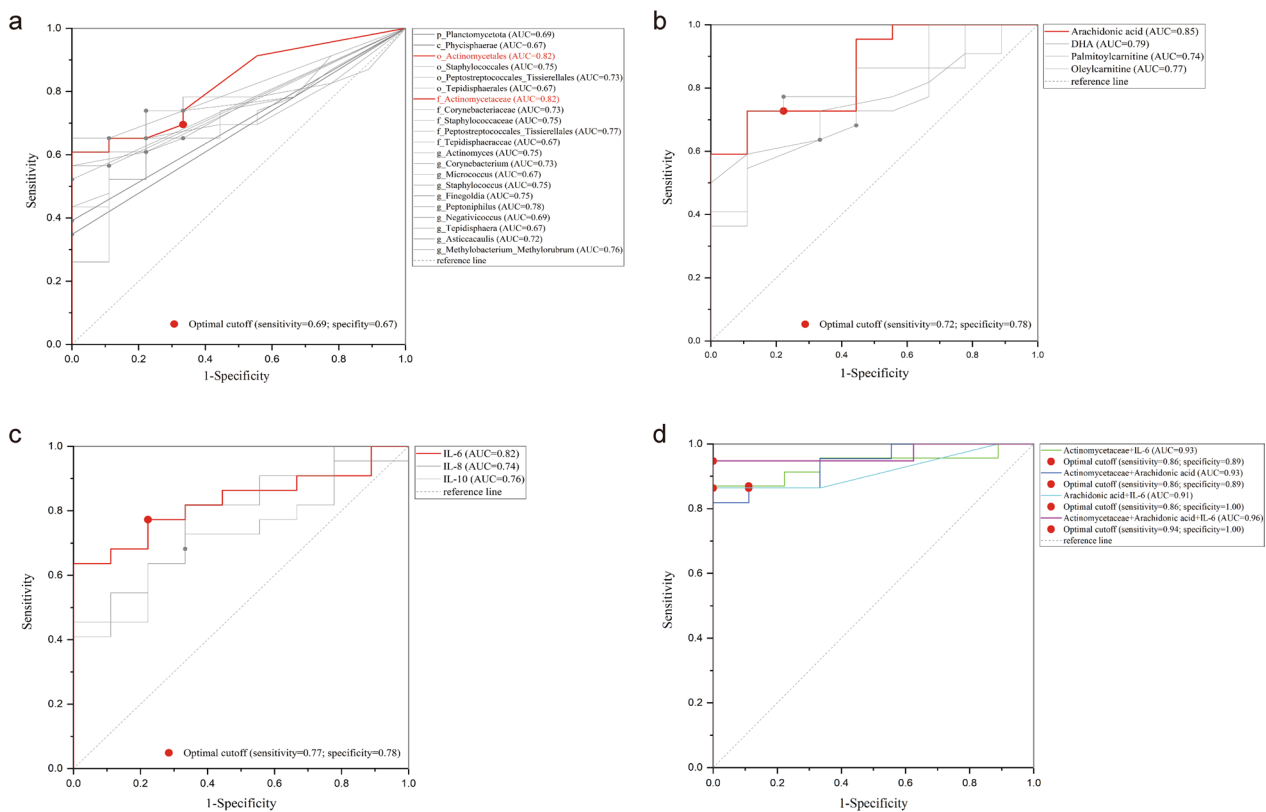 a
1.0
0.8
0.6
0.4
0.2
0.0
Sensitivity
0.0 0.2 0.4 0.6 0.8 1.0
1-Specificity
Optimal cutoff (sensitivity=0.69; specifity=0.67)
p_Planctomycetota (AUC=0.69)
c_Phycisphaerae (AUC=0.67)
o_Actinomycetales (AUC=0.82)
o_Staphylococcales (AUC=0.75)
o_Peptostreptococcales_Tissierellales (AUC=0.73)
o_Tepidisphaerales (AUC=0.67)
f_Actinomycetaceae (AUC=0.82)
f_Corynebacteriaceae (AUC=0.73)
f_Staphylococcaceae (AUC=0.75)
f_Peptostreptococcales_Tissierellales (AUC=0.77)
f_Tepidisphaeraceae (AUC=0.67)
g_Actinomyces (AUC=0.75)
g_Corynebacterium (AUC=0.73)
g_Micrococcus (AUC=0.67)
g_Staphylococcus (AUC=0.75)
g_Finegoldia (AUC=0.75)
g_Peptoniphilus (AUC=0.78)
g_Negativicoccus (AUC=0.69)
g_Tepidisphaera (AUC=0.67)
g_Asticcacaulis (AUC=0.72)
g_Methylobacterium_Methylorubrum (AUC=0.76)
reference line
b
1.0
0.8
0.6
0.4
0.2
0.0
Sensitivity
0.0 0.2 0.4 0.6 0.8 1.0
1-Specificity
Optimal cutoff (sensitivity=0.72; specificity=0.78)
Arachidonic acid (AUC=0.85)
DHA (AUC=0.79)
Palmitoylcarnitine (AUC=0.74)
Oleylcarnitine (AUC=0.77)
reference line
c
1.0
0.8
0.6
0.4
0.2
0.0
Sensitivity
0.0 0.2 0.4 0.6 0.8 1.0
1-Specificity
Optimal cutoff (sensitivity=0.77; specificity=0.78)
IL-6 (AUC=0.82)
IL-8 (AUC=0.74)
IL-10 (AUC=0.76)
reference line
d
1.0
0.8
0.6
0.4
0.2
0.0
Sensitivity
0.0 0.2 0.4 0.6 0.8 1.0
1-Specificity
Actinomycetaceae+IL-6 (AUC=0.93)
Optimal cutoff (sensitivity=0.86; specificity=0.89)
Actinomycetaceae+Arachidonic acid (AUC=0.93)
Optimal cutoff (sensitivity=0.86; specificity=0.89)
Arachidonic acid+IL-6 (AUC=0.91)
Optimal cutoff (sensitivity=0.86; specificity=1.00)
Actinomycetaceae+Arachidonic acid+IL-6 (AUC=0.96)
Optimal cutoff (sensitivity=0.94; specificity=1.00)
reference line